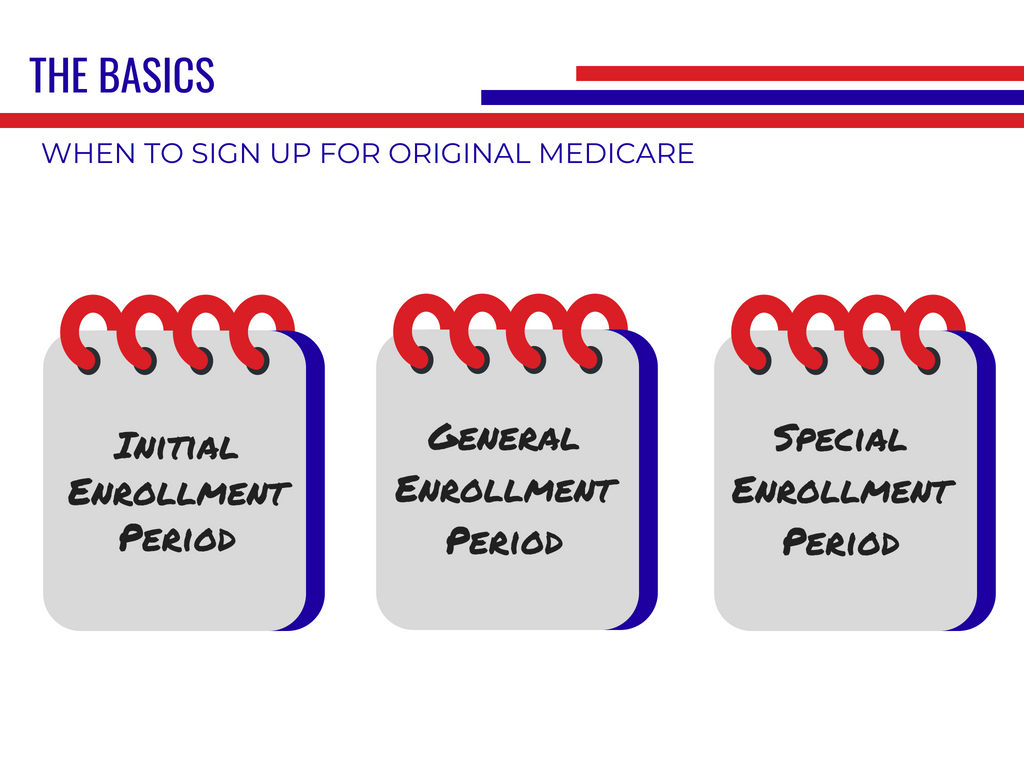 THE BASICS
WHEN TO SIGN UP FOR ORIGINAL MEDICARE
Initial
Enrollment
Period
General
Enrollment
Period
Special
Enrollment
Period